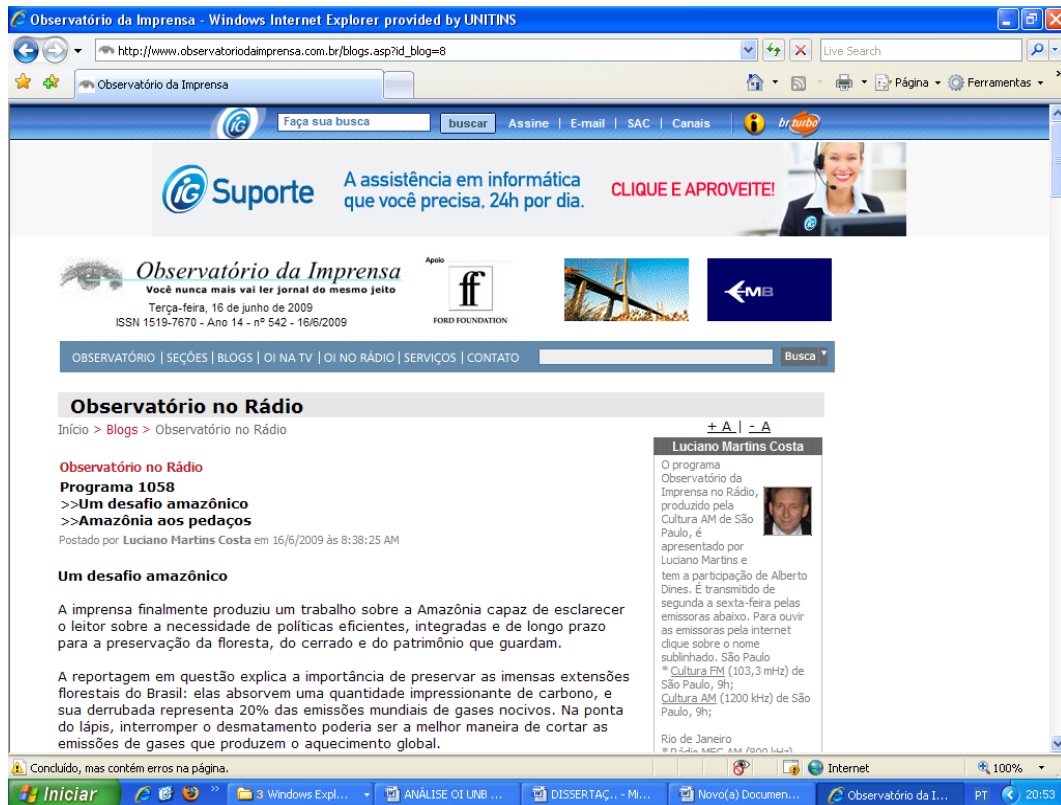 Observatório da Imprensa - Windows Internet Explorer provided by UNITINS
http://www.observatoriodaimprensa.com.br/blogs.asp?id_blog=8
Live Search
Observatório da Imprensa
Página
Ferramentas
iG
Faça sua busca
buscar
Assine | E-mail | SAC | Canais
i
br turbo
iG Suporte
A assistência em informática
que você precisa, 24h por dia.
CLIQUE E APROVEITE!
iG
Observatório da Imprensa
Você nunca mais vai ler jornal do mesmo jeito
Terça-feira, 16 de junho de 2009
ISSN 1519-7670 - Ano 14 - nº 542 - 16/6/2009
Apoio
ff
FORD FOUNDATION
EMB
OBSERVATÓRIO | SEÇÕES | BLOGS | OI NA TV | OI NO RÁDIO | SERVIÇOS | CONTATO
Busca
Observatório no Rádio
Início > Blogs > Observatório no Rádio
Observatório no Rádio
Programa 1058
>>Um desafio amazônico
>>Amazônia aos pedaços
Postado por Luciano Martins Costa em 16/6/2009 às 8:38:25 AM
Um desafio amazônico
A imprensa finalmente produziu um trabalho sobre a Amazônia capaz de esclarecer
o leitor sobre a necessidade de políticas eficientes, integradas e de longo prazo
para a preservação da floresta, do cerrado e do patrimônio que guardam.
A reportagem em questão explica a importância de preservar as imensas extensões
florestais do Brasil: elas absorvem uma quantidade impressionante de carbono, e
sua derrubada representa 20% das emissões mundiais de gases nocivos. Na ponta
do lápis, interromper o desmatamento poderia ser a melhor maneira de cortar as
emissões de gases que produzem o aquecimento global.
+ A | - A
Luciano Martins Costa
O programa
Observatório da
Imprensa no Rádio,
produzido pela
Cultura AM de São
Paulo, é
apresentado por
Luciano Martins e
tem a participação de Alberto
Dines. É transmitido de
segunda a sexta-feira pelas
emissoras abaixo. Para ouvir
as emissoras pela internet
clique sobre o nome
sublinhado. São Paulo
* Cultura FM (103,3 mHz) de
São Paulo, 9h;
Cultura AM (1200 kHz) de São
Paulo, 9h;
Rio de Janeiro
* Rádio MEC AM (800 kHz)
Concluído, mas contém erros na página.
Internet
100%
Iniciar
3 Windows Expl...
ANÁLISE OI UNB ...
DISSERTAÇ.. - Mi...
Novo(a) Documen...
Observatório da I...
PT
20:53